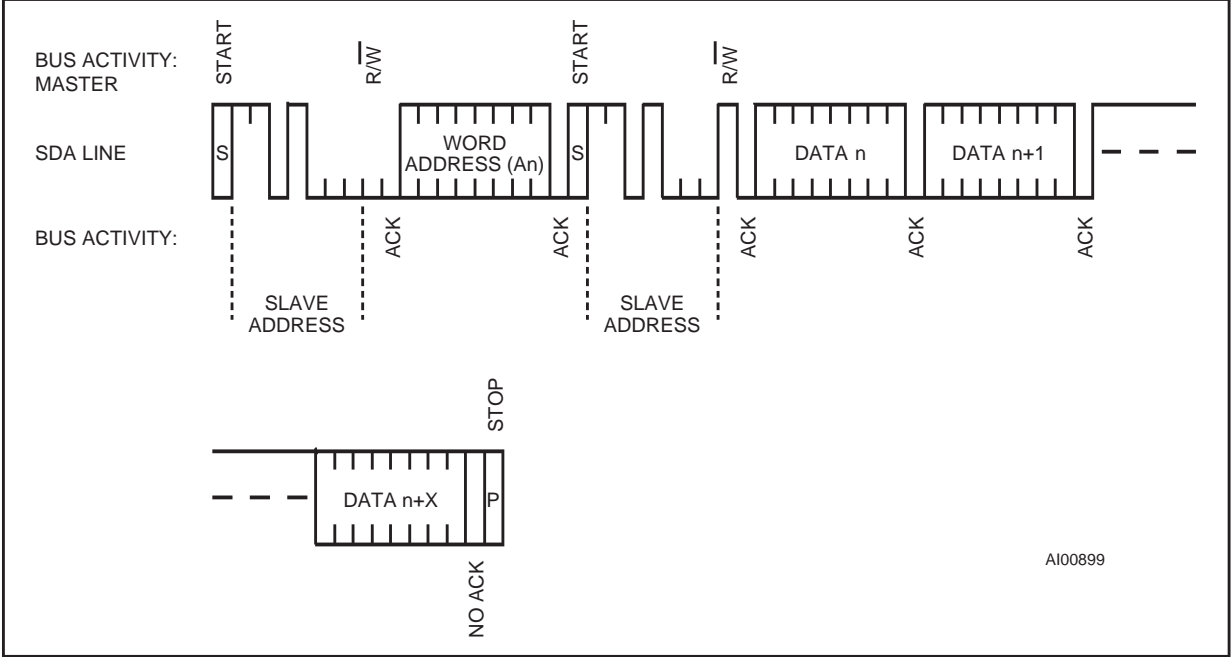 START
R/W
START
R/W
BUS ACTIVITY:
MASTER
SDA LINE
S
WORD
ADDRESS (An)
S
DATA n
DATA n+1
BUS ACTIVITY:
ACK
ACK
ACK
ACK
ACK
SLAVE
ADDRESS
SLAVE
ADDRESS
STOP
DATA n+X
P
NO ACK
AI00899